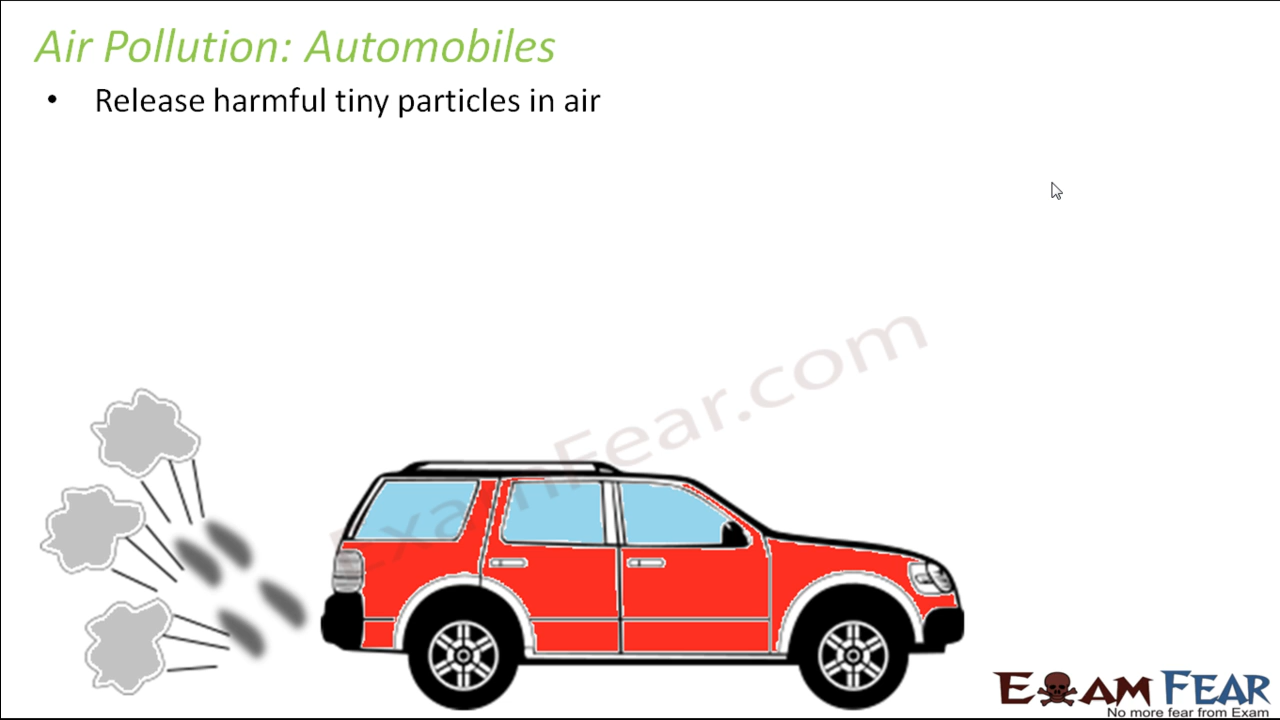 Air Pollution: Automobiles
• Release harmful tiny particles in air
ExamFear.com
EXAM FEAR
No more fear from Exam